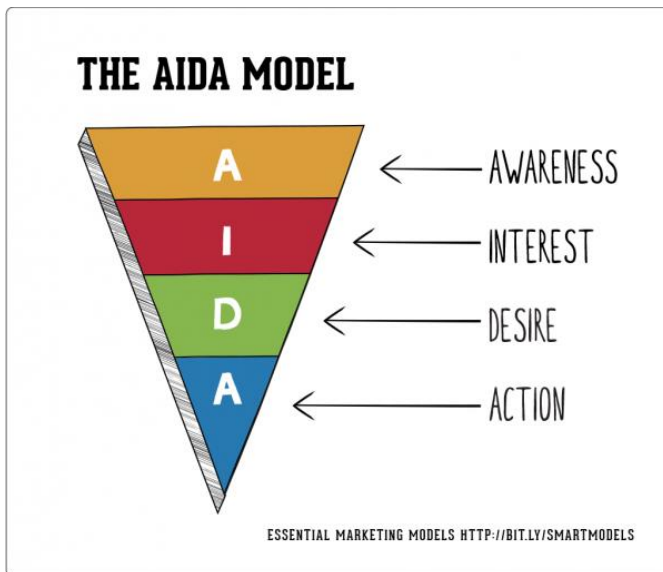 THE AIDA MODEL
A
AWARENESS
I
INTEREST
D
DESIRE
A
ACTION
ESSENTIAL MARKETING MODELS HTTP://BIT.LY/SMARTMODELS